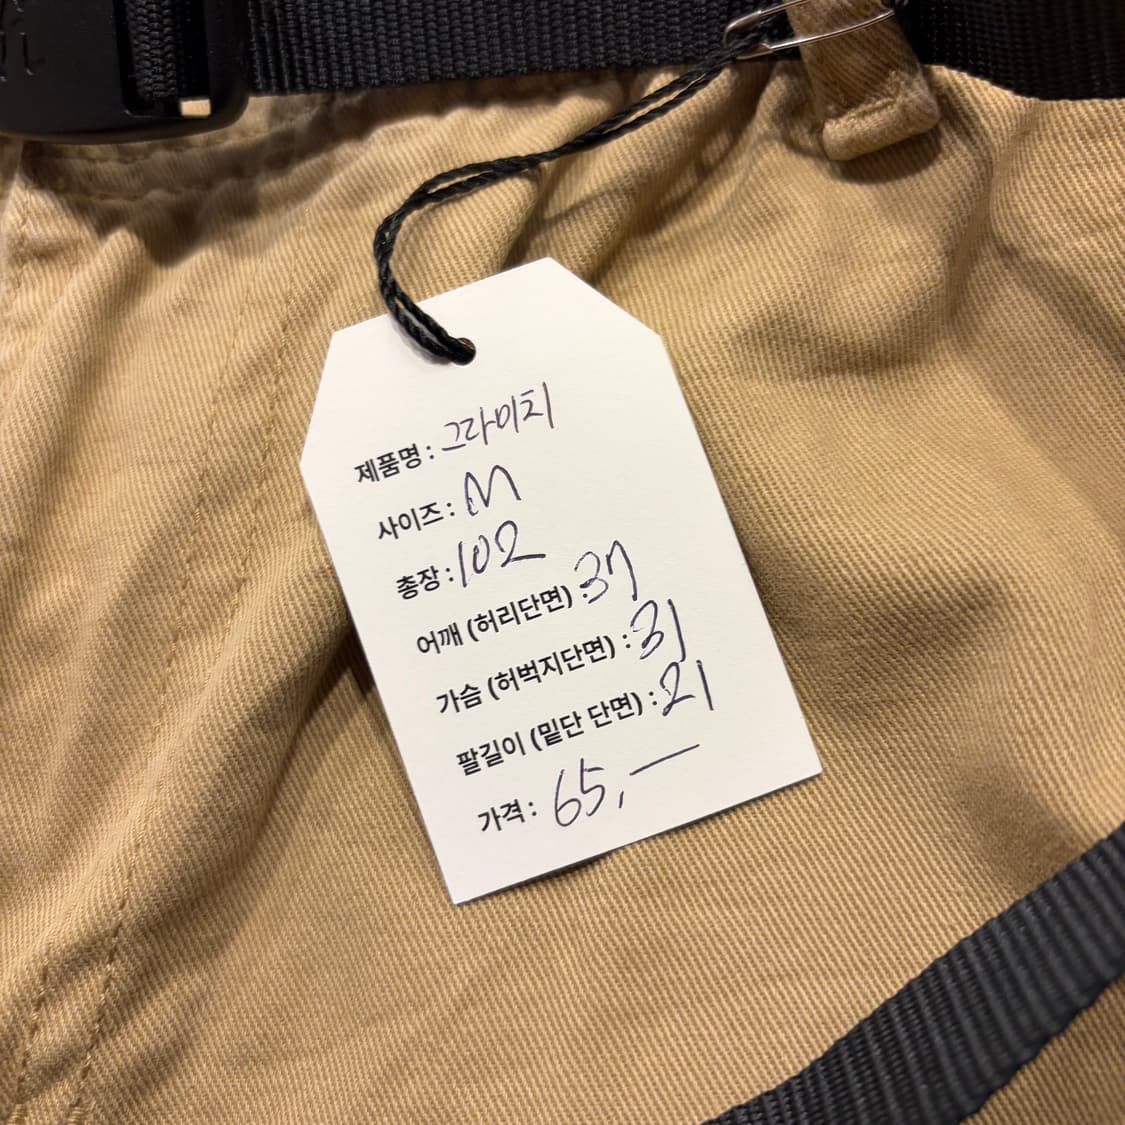 제품명 : 그라미치
사이즈 : M
총장 : 102
어깨 (허리단면) : 37
가슴 (허벅지단면) : 31
팔길이 (밑단 단면) : 21
가격 : 65,—